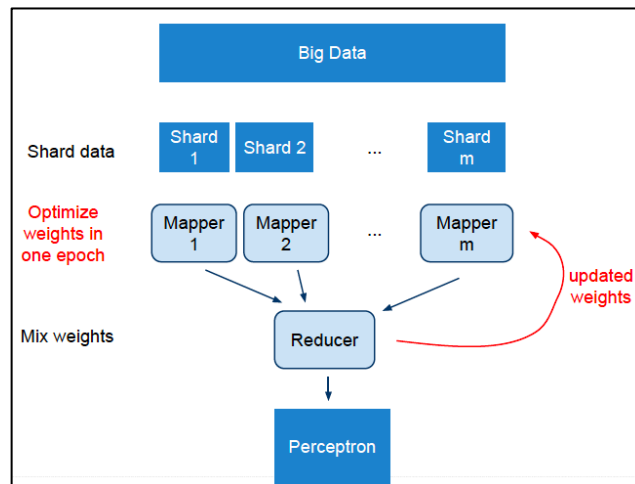 Big Data
Shard data
Shard
1
Shard 2
...
Shard
m
Optimize
weights in
one epoch
Mapper
1
Mapper
2
...
Mapper
m
updated
weights
Mix weights
Reducer
Perceptron